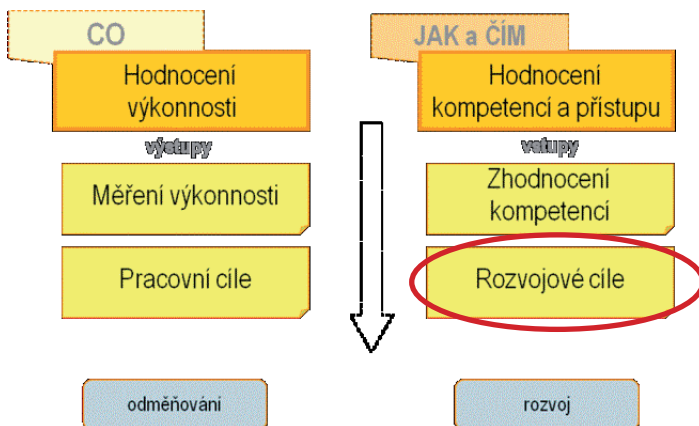 CO
Hodnocení
výkonnosti
výstupy
Měření výkonnosti
Pracovní cíle
odměňování
JAK a ČÍM
Hodnocení
kompetencí a přístupu
vstupy
Zhodnocení
kompetencí
Rozvojové cíle
rozvoj